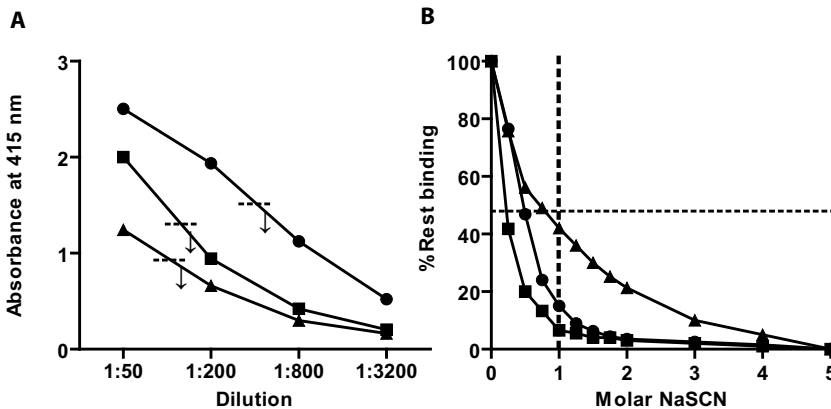 A
Absorbance at 415 nm
3
2
1
0
1:50 1:200 1:800 1:3200
Dilution
B
%Rest binding
100
80
60
40
20
0
0 1 2 3 4 5
Molar NaSCN